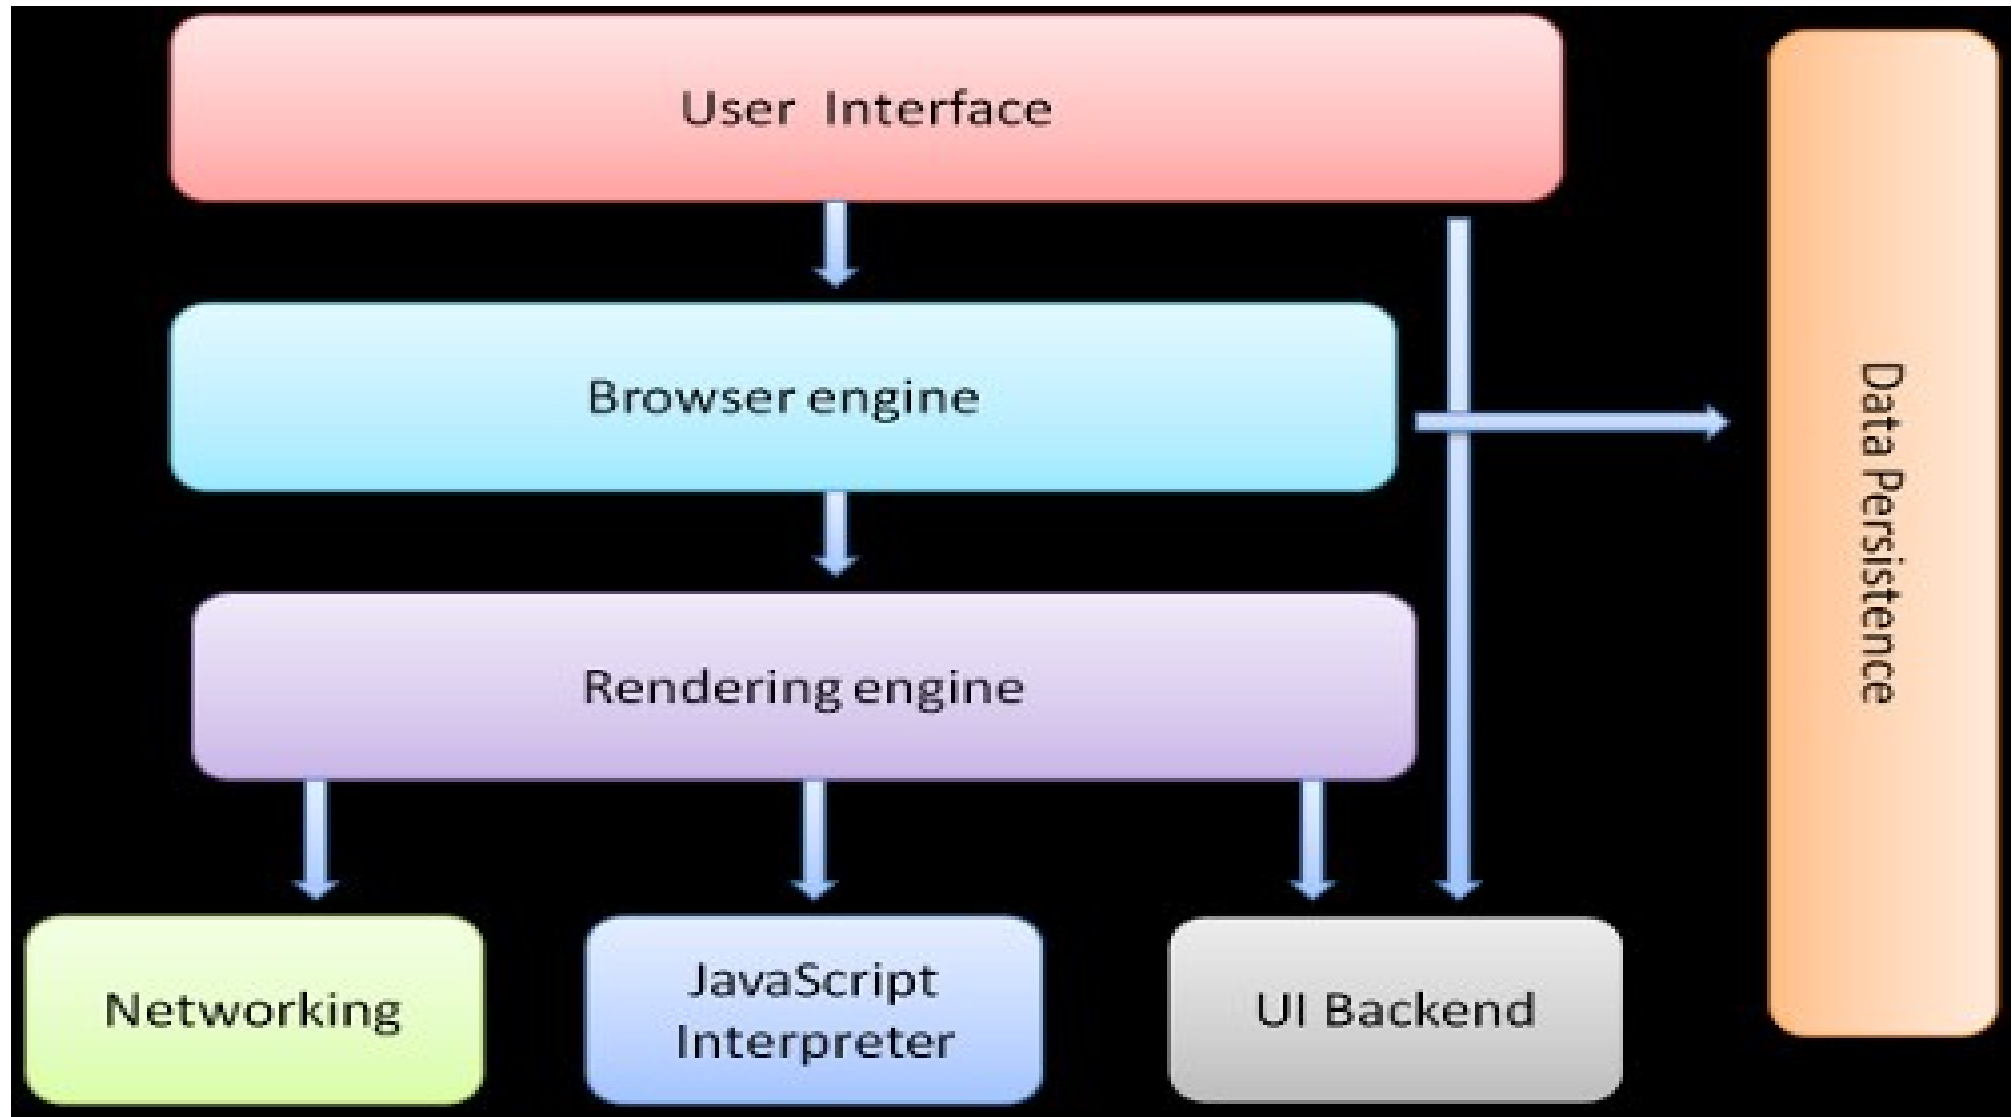 User Interface
Browser engine
Data Persistence
Rendering engine
Networking
JavaScript
Interpreter
UI Backend